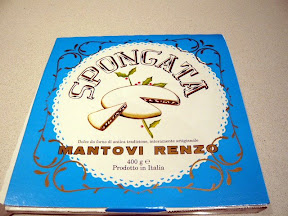 SPONGATA
Dolce da forno di antica tradizione, interamente artigianale
MANTOVI RENZO
400 g e
Prodotto in Italia